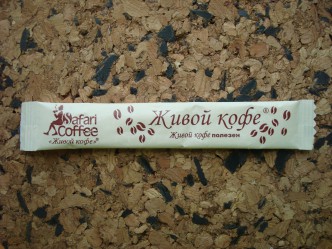 Safari
Coffee
«Живой кофе»®
Живой кофе®
Живой кофе полезен